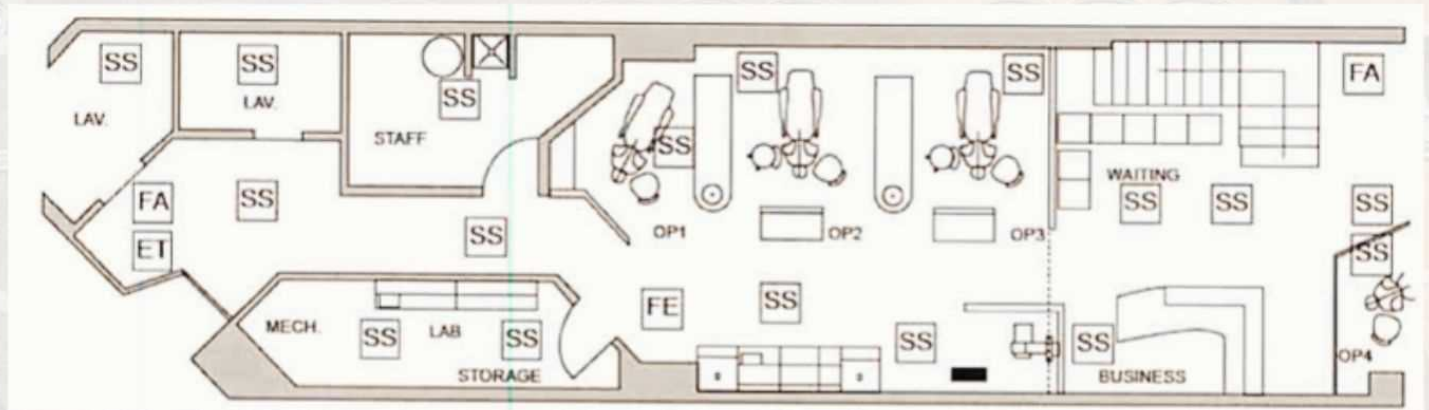 SS
SS
SS
FA
LAV.
LAV.
SS
STAFF
SS
SS
SS
WAITING
FA
SS
SS
SS
SS
FA
ET
SS
OP1
OP2
OP3
SS
FE
SS
MECH.
SS
LAB
SS
STORAGE
SS
SS
BUSINESS
OP4